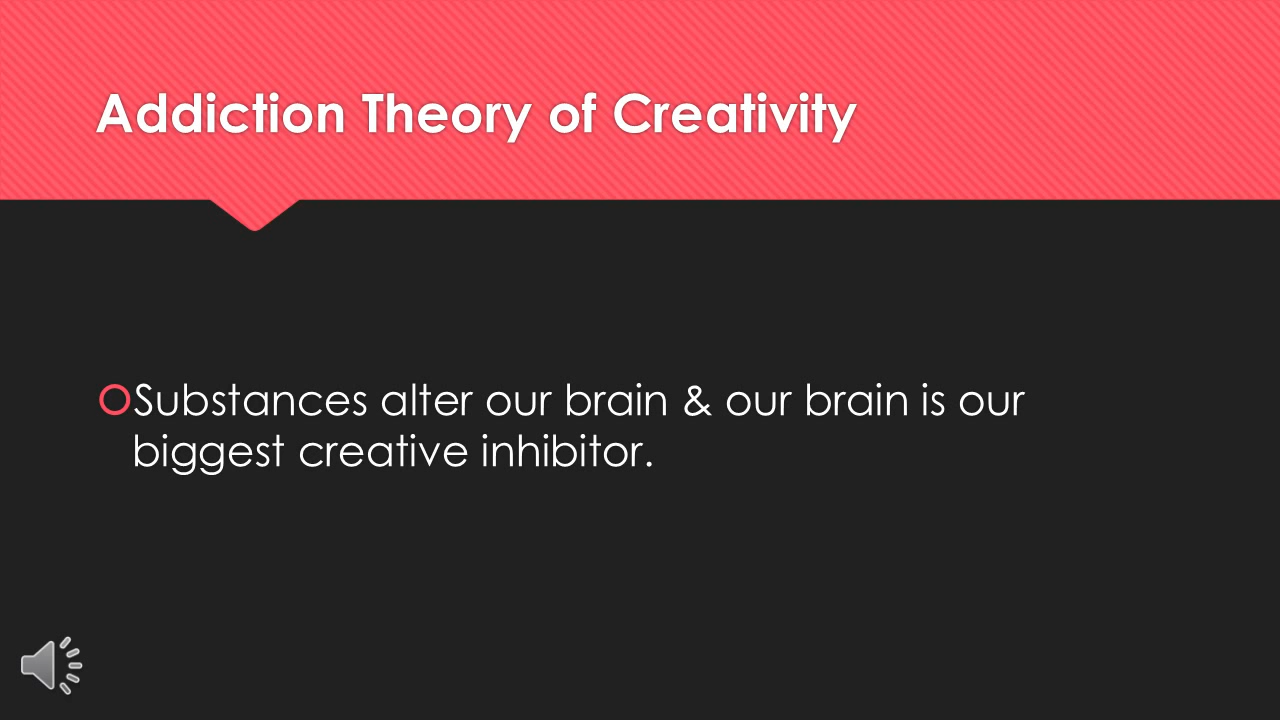 Addiction Theory of Creativity
Substances alter our brain & our brain is our
biggest creative inhibitor.